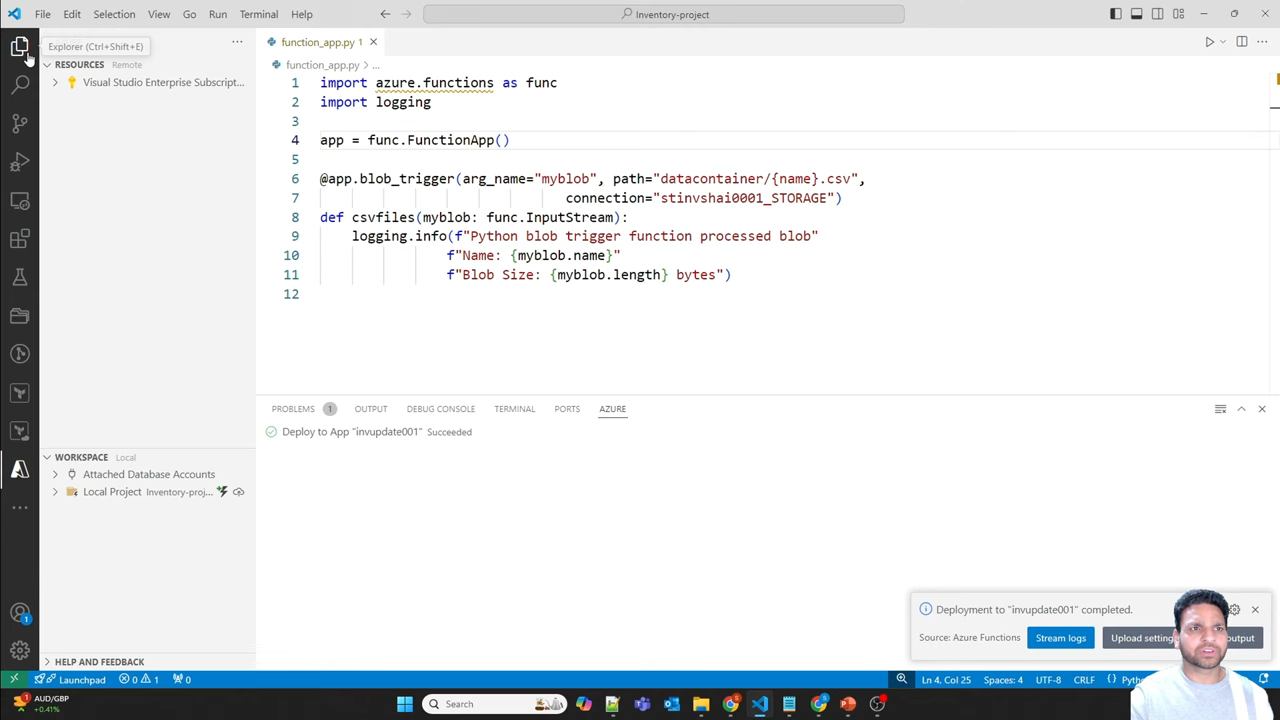 File Edit Selection View Go Run Terminal Help
Inventory-project
Explorer (Ctrl+Shift+E)
RESOURCES Remote
Visual Studio Enterprise Subscript...
function_app.py 1
function_app.py > ...
1 import azure.functions as func
2 import logging
3
4 app = func.FunctionApp()
5
6 @app.blob_trigger(arg_name="myblob", path="datacontainer/{name}.csv",
7 connection="stinvshai0001_STORAGE")
8 def csvfiles(myblob: func.InputStream):
9 logging.info(f"Python blob trigger function processed blob"
10 f"Name: {myblob.name}"
11 f"Blob Size: {myblob.length} bytes")
12
PROBLEMS 1 OUTPUT DEBUG CONSOLE TERMINAL PORTS AZURE
Deploy to App "invupdate001" Succeeded
WORKSPACE Local
Attached Database Accounts
Local Project Inventory-proj...
HELP AND FEEDBACK
1
Deployment to "invupdate001" completed.
Source: Azure Functions Stream logs Upload setting output
Launchpad 0 1 0
Ln 4, Col 25 Spaces: 4 UTF-8 CRLF
1 AUD/GBP
+0.41%
Search